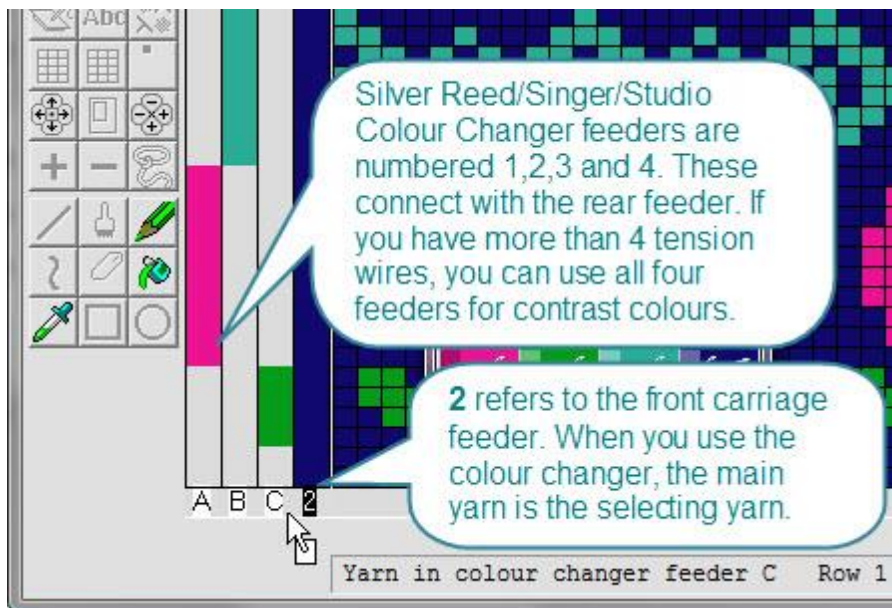 Abc
Silver Reed/Singer/Studio
Colour Changer feeders are
numbered 1,2,3 and 4. These
connect with the rear feeder. If
you have more than 4 tension
wires, you can use all four
feeders for contrast colours.
2 refers to the front carriage
feeder. When you use the
colour changer, the main
yarn is the selecting yarn.
A B C 2
Yarn in colour changer feeder C Row 1